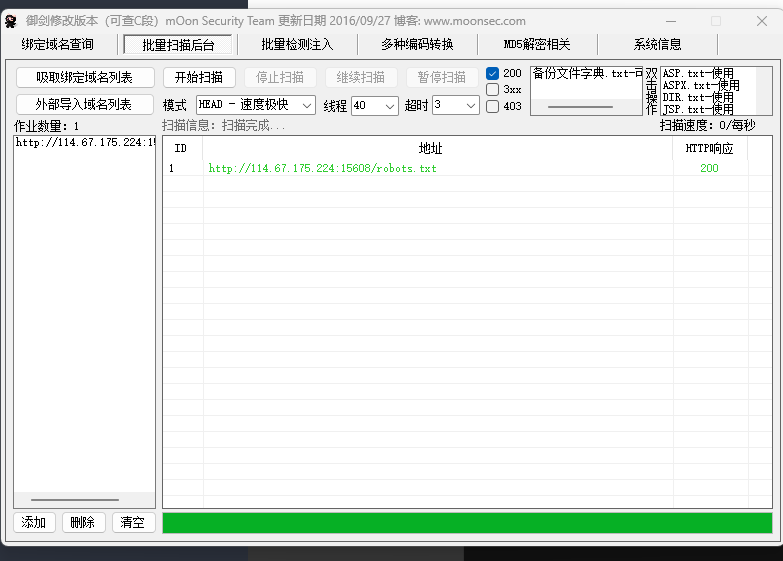 御剑修改版本（可查C段）mOon Security Team 更新日期 2016/09/27 博客: www.moonsec.com
绑定域名查询 批量扫描后台 批量检测注入 多种编码转换 MD5解密相关 系统信息
吸取绑定域名列表 开始扫描 停止扫描 继续扫描 暂停扫描
外部导入域名列表 模式 HEAD - 速度极快 线程 40 超时 3
200
3xx
403
备份文件字典.txt-可
双击操作
ASP.txt-使用
ASPX.txt-使用
DIR.txt-使用
JSP.txt-使用
作业数量: 1 扫描信息: 扫描完成... 扫描速度: 0/每秒
http://114.67.175.224:15
ID 地址 HTTP响应
1 http://114.67.175.224:15608/robots.txt 200
添加 删除 清空